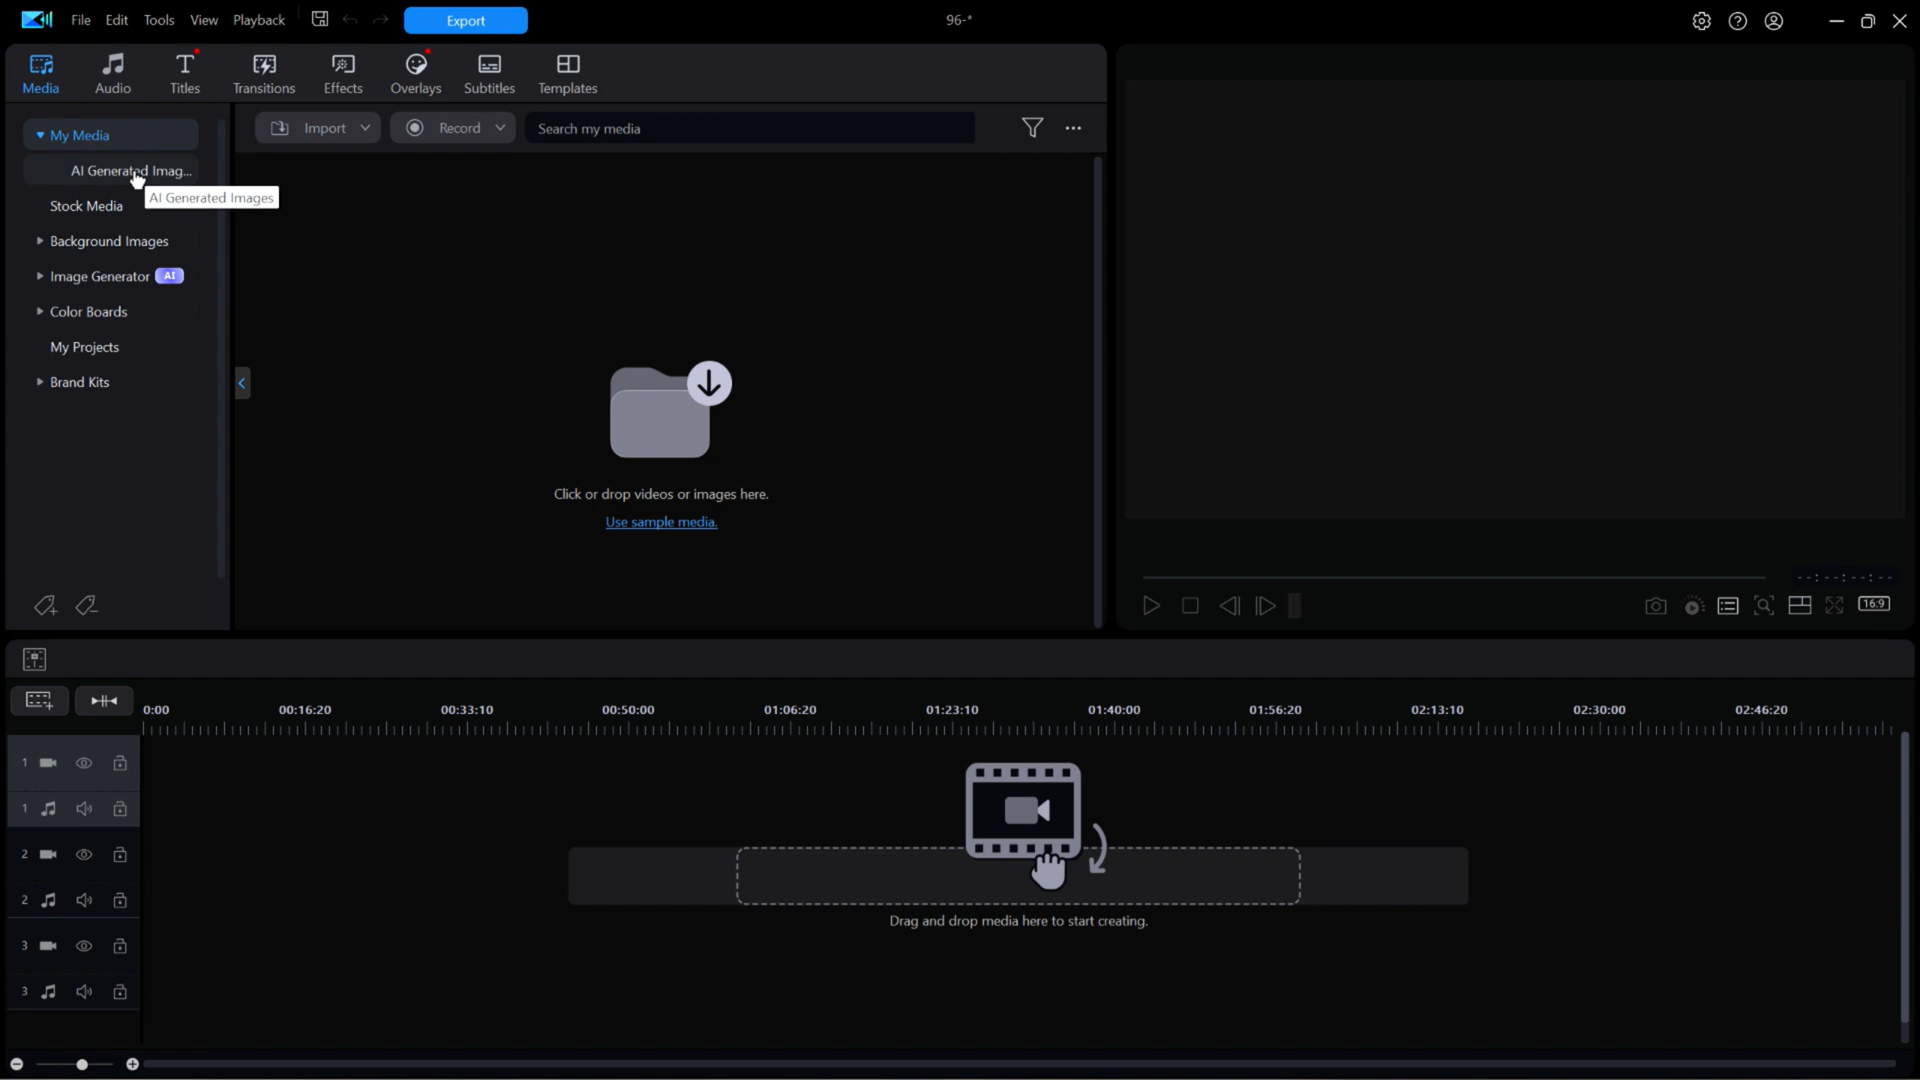 File Edit Tools View Playback Export 96-*
Media Audio Titles Transitions Effects Overlays Subtitles Templates
My Media
Import Record Search my media
AI Generated Imag...
AI Generated Images
Stock Media
Background Images
Image Generator AI
Color Boards
My Projects
Brand Kits
Click or drop videos or images here.
Use sample media.
--:--:--:--
16:9
0:00 00:16:20 00:33:10 00:50:00 01:06:20 01:23:10 01:40:00 01:56:20 02:13:10 02:30:00 02:46:20
1
1
2
2
Drag and drop media here to start creating.
3
3